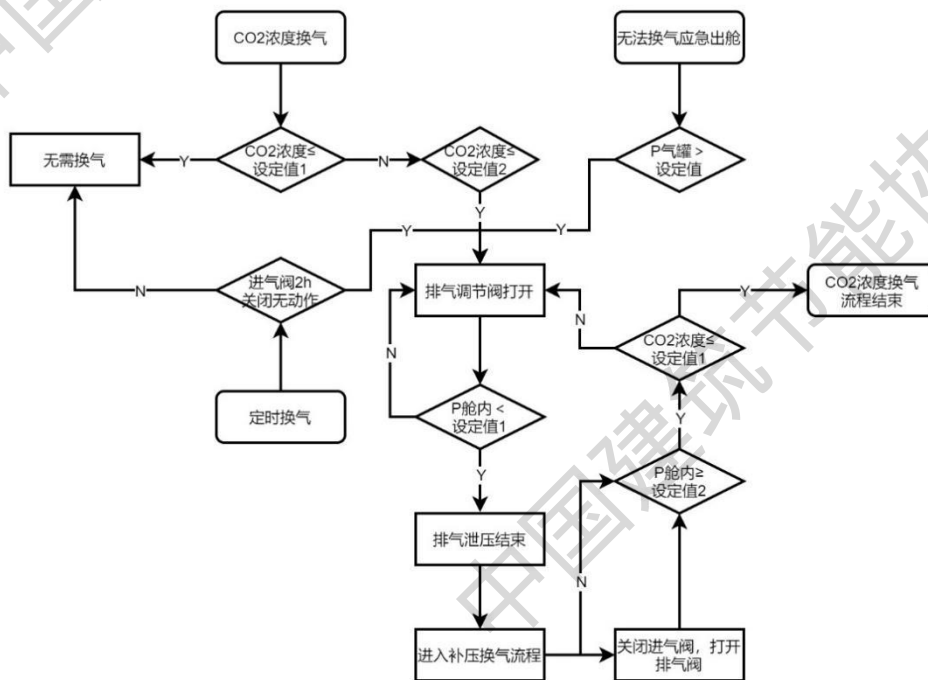 CO2浓度换气
无法换气应急出舱
无需换气
Y
CO2浓度≤
设定值1
N
CO2浓度≤
设定值2
P气罐 >
设定值
Y
Y
Y
N
进气阀2h
关闭无动作
排气调节阀打开
Y
CO2浓度换气
流程结束
N
CO2浓度≤
设定值1
N
定时换气
P舱内 <
设定值1
Y
Y
P舱内≥
设定值2
排气泄压结束
N
进入补压换气流程
关闭进气阀，打开
排气阀
中国建筑节能协